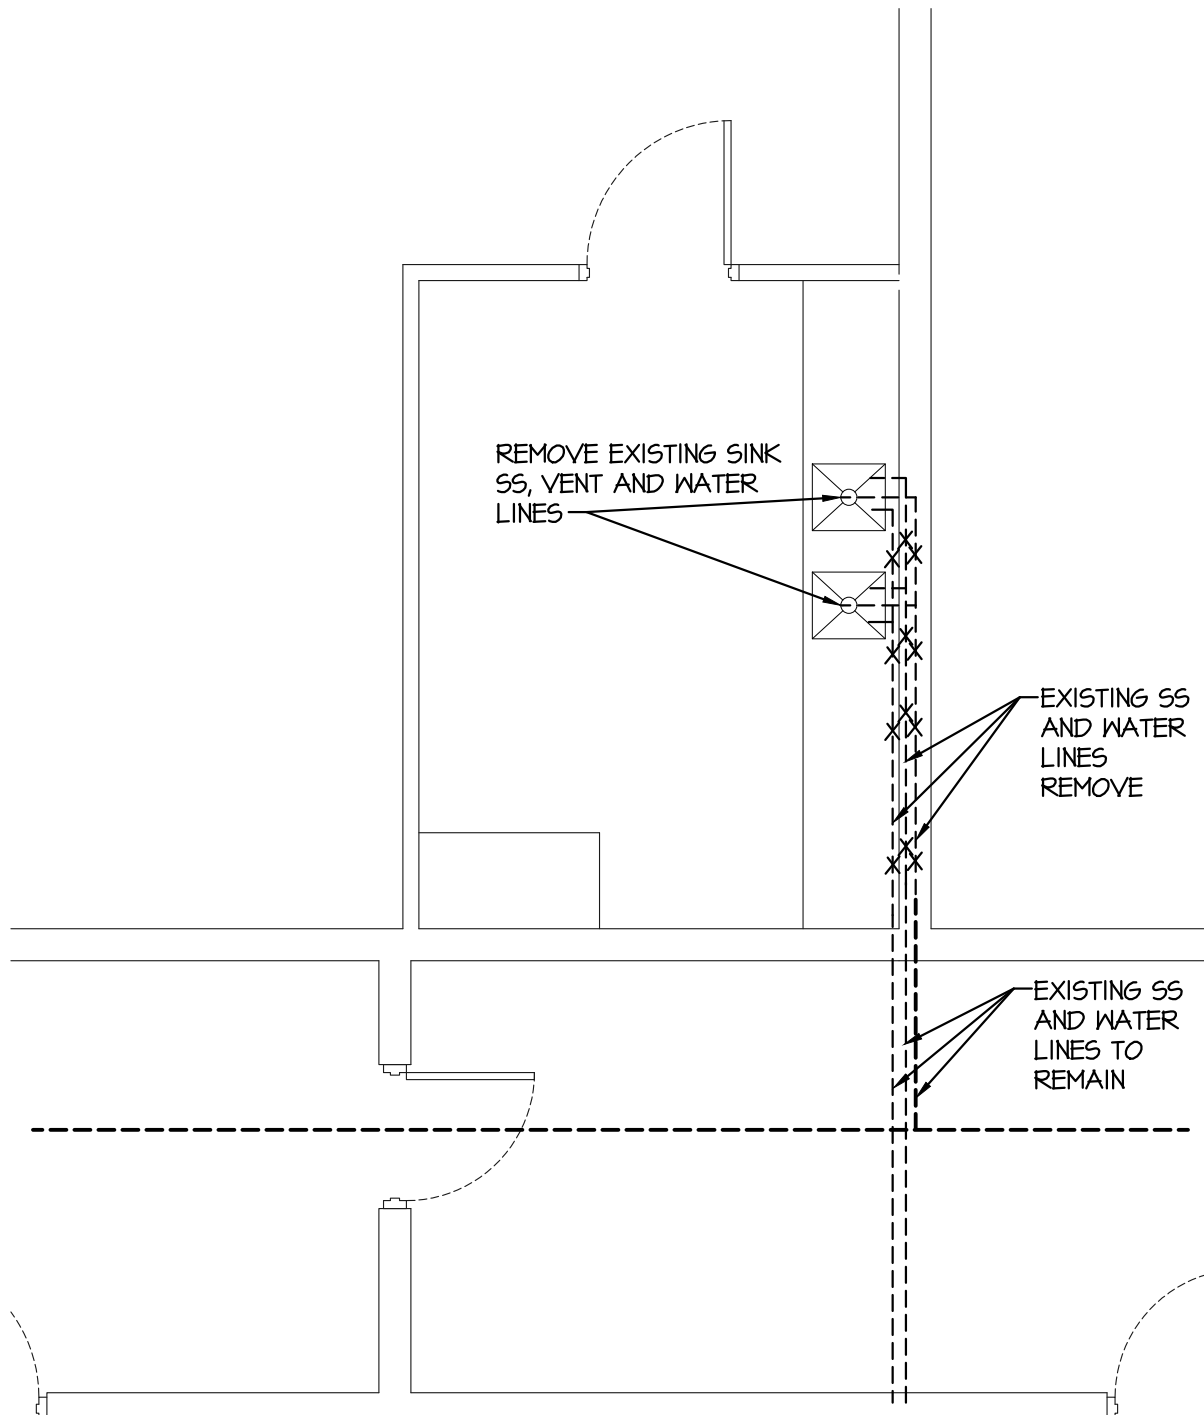 REMOVE EXISTING SINK
SS, VENT AND WATER
LINES
EXISTING SS
AND WATER
LINES
REMOVE
EXISTING SS
AND WATER
LINES TO
REMAIN